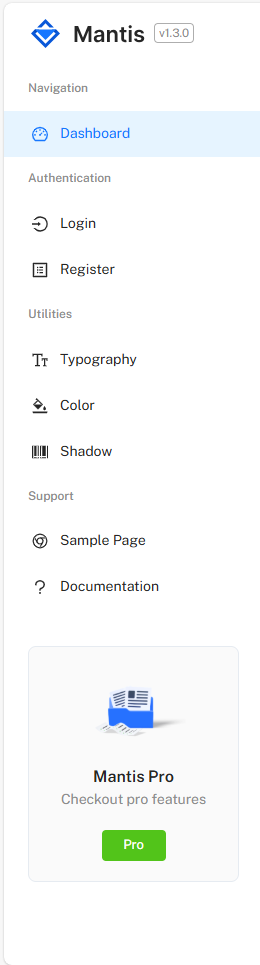 Mantis v1.3.0
Navigation
Dashboard
Authentication
Login
Register
Utilities
Typography
Color
Shadow
Support
Sample Page
Documentation
Mantis Pro
Checkout pro features
Pro